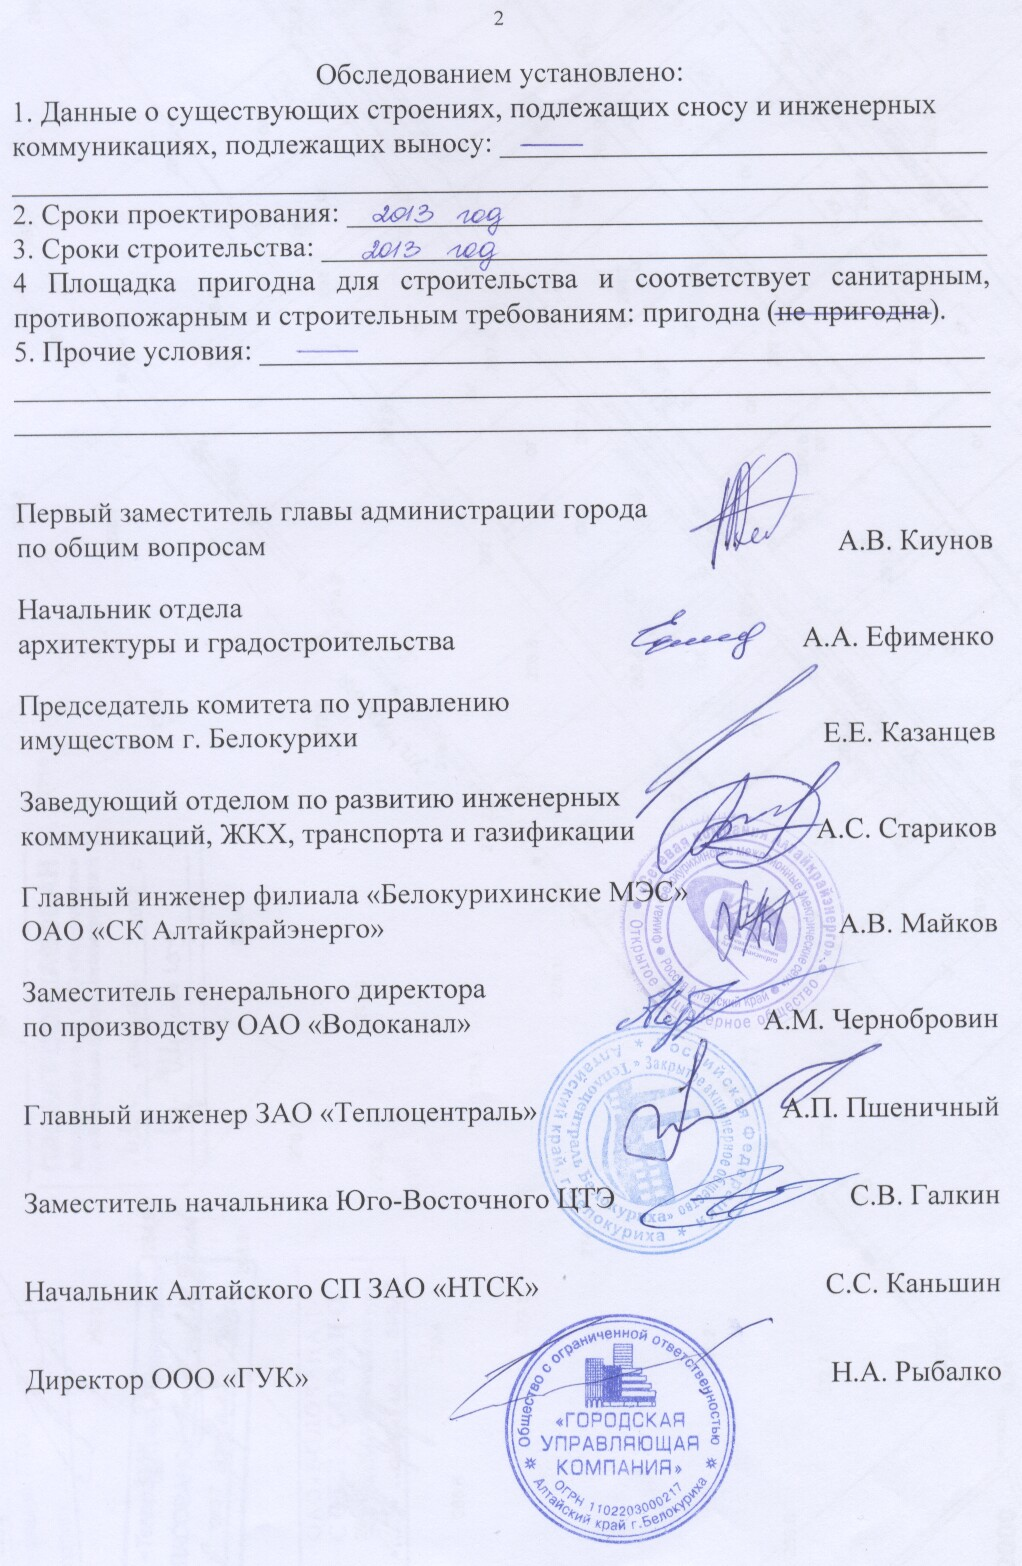 2
Обследованием установлено:
1. Данные о существующих строениях, подлежащих сносу и инженерных
коммуникациях, подлежащих выносу:
2. Сроки проектирования: 2013 год
3. Сроки строительства: 2013 год
4 Площадка пригодна для строительства и соответствует санитарным,
противопожарным и строительным требованиям: пригодна (не пригодна).
5. Прочие условия:
Первый заместитель главы администрации города
по общим вопросам А.В. Киунов
Начальник отдела
архитектуры и градостроительства А.А. Ефименко
Председатель комитета по управлению
имуществом г. Белокурихи Е.Е. Казанцев
Заведующий отделом по развитию инженерных
коммуникаций, ЖКХ, транспорта и газификации А.С. Стариков
Главный инженер филиала «Белокурихинские МЭС»
ОАО «СК Алтайкрайэнерго» А.В. Майков
Заместитель генерального директора
по производству ОАО «Водоканал» А.М. Чернобровин
Главный инженер ЗАО «Теплоцентраль» А.П. Пшеничный
Заместитель начальника Юго-Восточного ЦТЭ С.В. Галкин
Начальник Алтайского СП ЗАО «НТСК» С.С. Каньшин
Директор ООО «ГУК» Н.А. Рыбалко
Общество с ограниченной ответственностью
«ГОРОДСКАЯ
УПРАВЛЯЮЩАЯ
КОМПАНИЯ»
ОГРН 1102203000217
Алтайский край г.Белокуриха